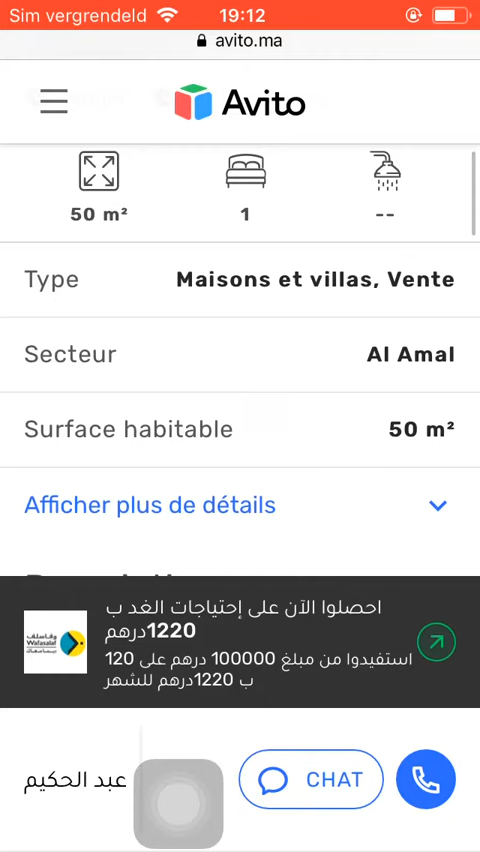 Sim vergrendeld 19:12
avito.ma
Avito
50 m² 1 --
Type Maisons et villas, Vente
Secteur Al Amal
Surface habitable 50 m²
Afficher plus de détails
احصلوا الآن على إحتياجات الغد ب
1220درهم
استفيدوا من مبلغ 100000 درهم على 120
ب 1220درهم للشهر
وفاسلف
Wafasalaf
عبد الحكيم CHAT